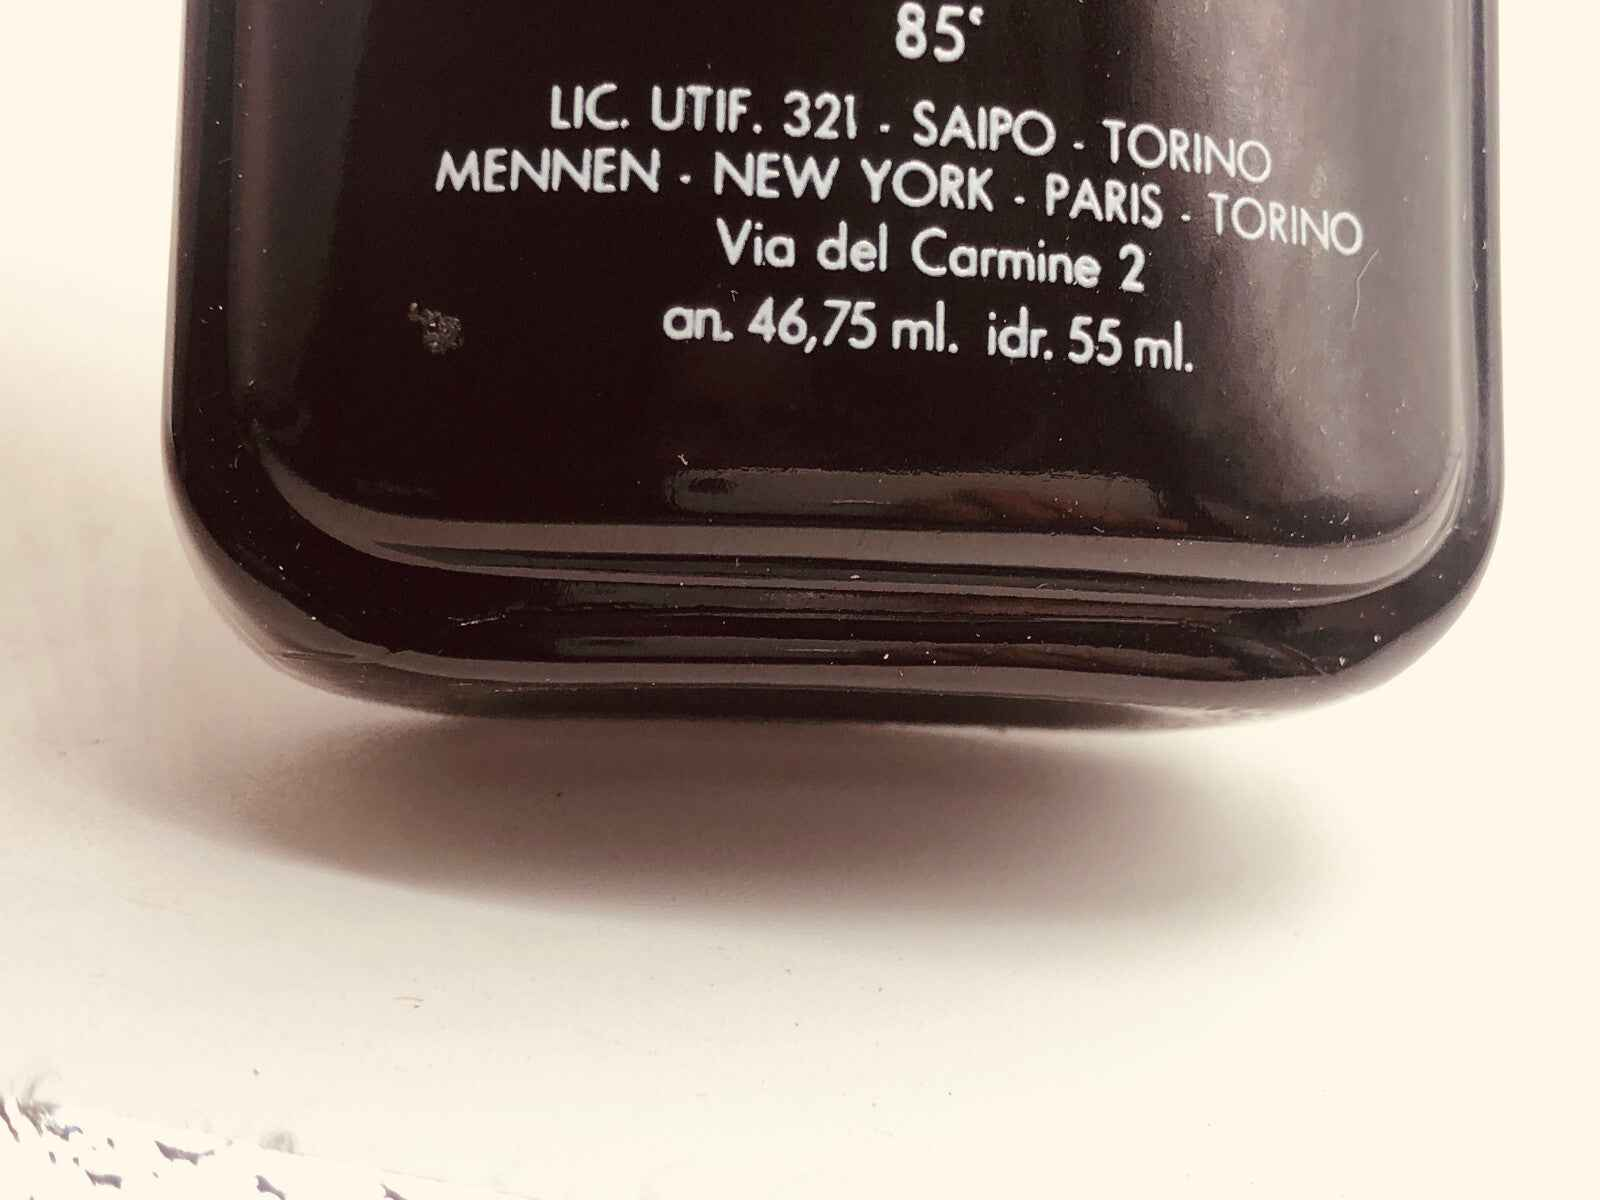 85°
LIC. UTIF. 321 - SAIPO - TORINO
MENNEN - NEW YORK - PARIS - TORINO
Via del Carmine 2
an. 46,75 ml. idr. 55 ml.